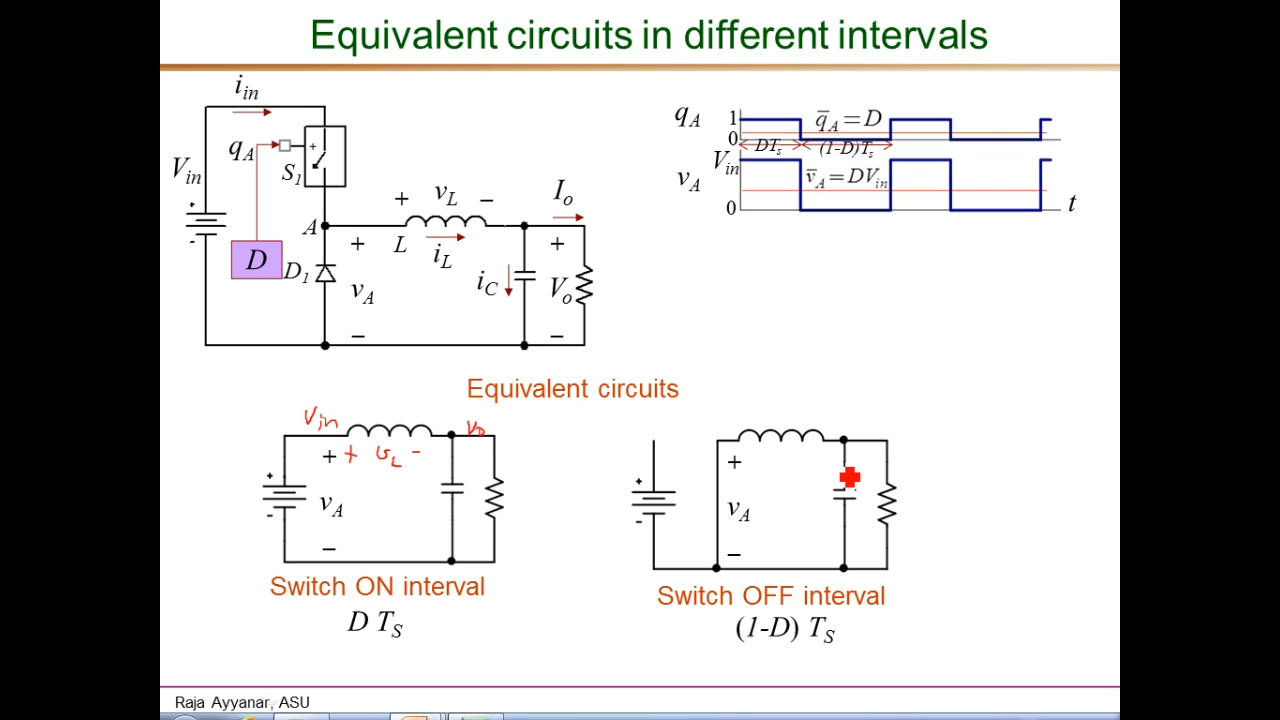 Equivalent circuits in different intervals
i_in
q_A
V_in
S_1
+
-
D
D_1
A
+ v_L −
L
i_L
I_o
+
v_A
−
i_C
+
V_o
−
q_A
1
0
q̄_A = D
DT_s
(1-D)T_s
V_in
v_A
0
v̄_A = DV_in
t
Equivalent circuits
V_in
+ v_L -
v_o
+
-
+
v_A
−
Switch ON interval
D T_S
+
-
+
v_A
−
Switch OFF interval
(1-D) T_S
Raja Ayyanar, ASU